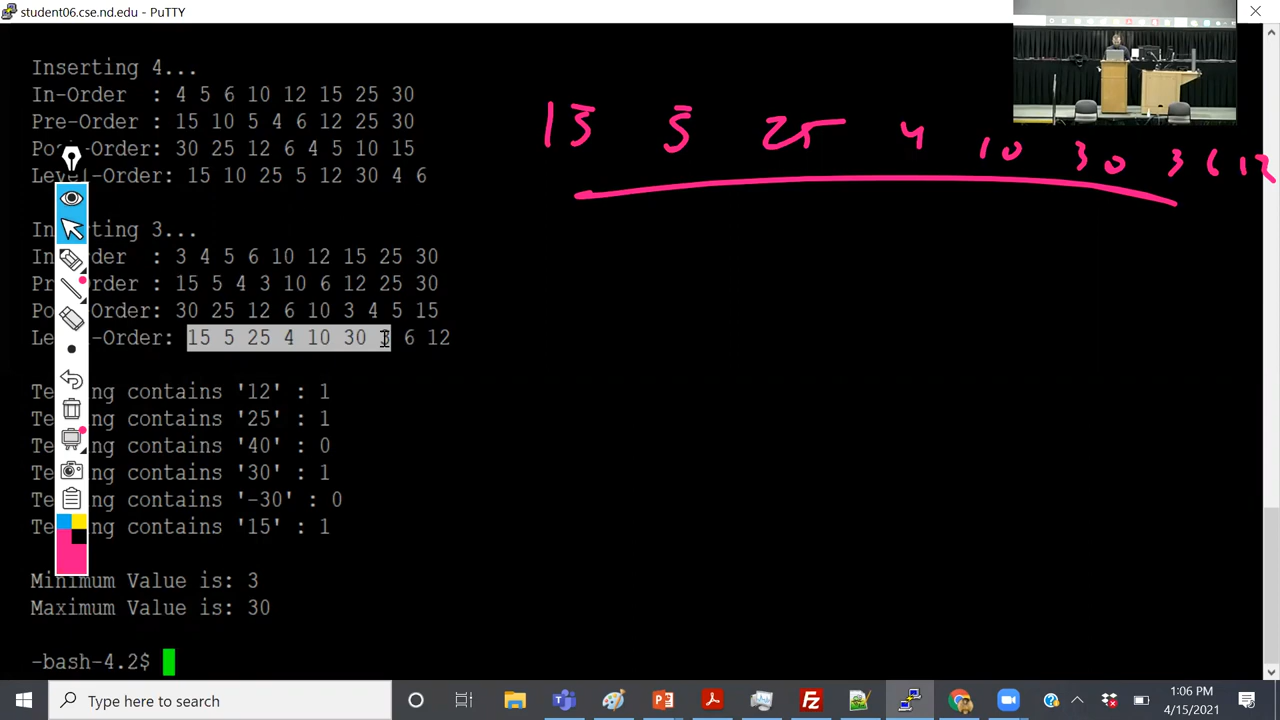 student06.cse.nd.edu - PuTTY
Inserting 4...
In-Order  : 4 5 6 10 12 15 25 30
Pre-Order : 15 10 5 4 6 12 25 30
Po  -Order: 30 25 12 6 4 5 10 15
Level-Order: 15 10 25 5 12 30 4 6
13 5 25 4 10 30 3 6 12
In  rting 3...
In  der   : 3 4 5 6 10 12 15 25 30
Pr  rder : 15 5 4 3 10 6 12 25 30
Po  Order: 30 25 12 6 10 3 4 5 15
Le  -Order: 15 5 25 4 10 30 3 6 12
Te  ng contains '12' : 1
Te  ng contains '25' : 1
Te  ng contains '40' : 0
Te  ng contains '30' : 1
Te  ng contains '-30' : 0
Te  ng contains '15' : 1
Minimum Value is: 3
Maximum Value is: 30
-bash-4.2$
Type here to search
1:06 PM
4/15/2021